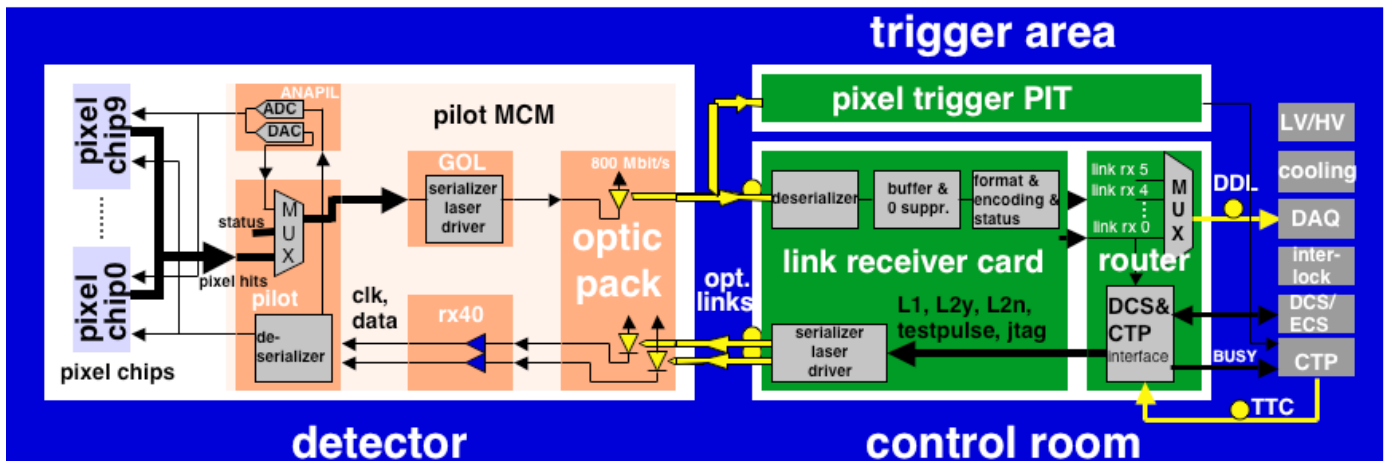 trigger area
pixel
chip9
pixel
chip0
pixel chips
ANAPIL
ADC
DAC
pilot MCM
status
pixel hits
MUX
pilot
de-
serializer
GOL
serializer
laser
driver
clk,
data
rx40
800 Mbit/s
optic
pack
opt.
links
pixel trigger PIT
deserializer
buffer &
0 suppr.
format &
encoding &
status
link receiver card
L1, L2y, L2n,
testpulse, jtag
serializer
laser
driver
link rx 5
link rx 4
link rx 0
MUX
router
DCS&
CTP
interface
DDL
BUSY
TTC
LV/HV
cooling
DAQ
inter-
lock
DCS/
ECS
CTP
detector
control room